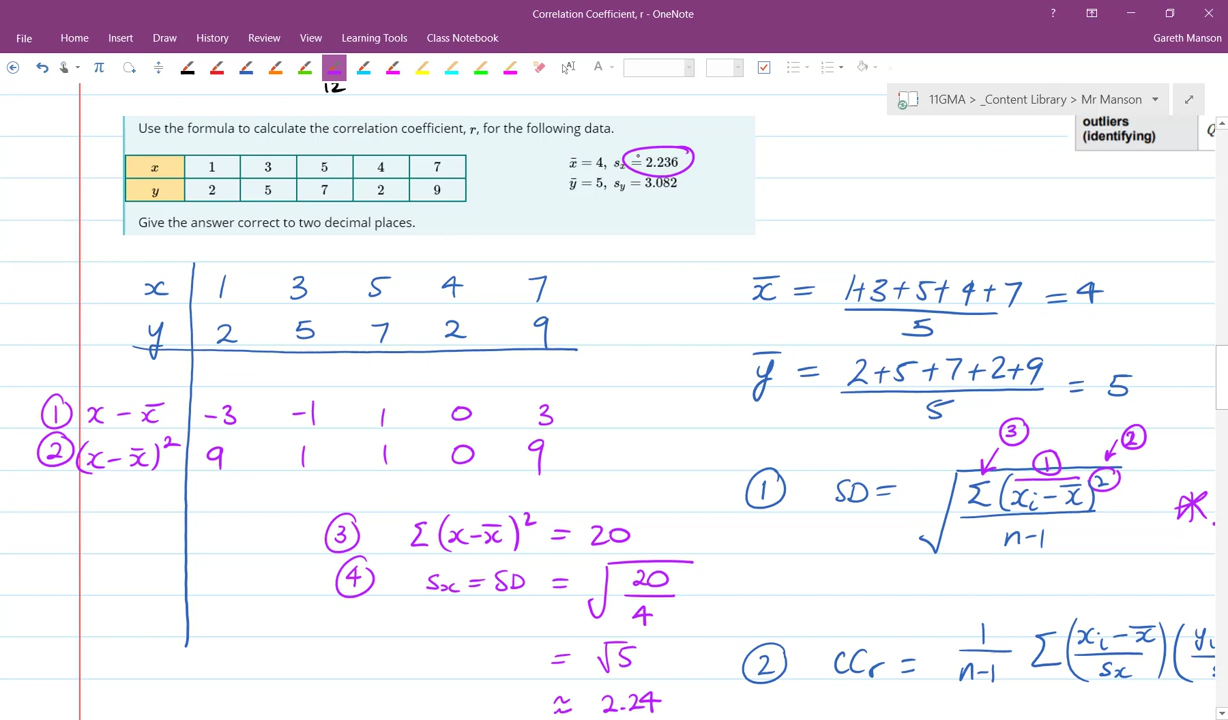 Correlation Coefficient, r - OneNote
?
File Home Insert Draw History Review View Learning Tools Class Notebook Gareth Manson
12
11GMA > _Content Library > Mr Manson
outliers
(identifying)
Use the formula to calculate the correlation coefficient, r, for the following data.
x 1 3 5 4 7
y 2 5 7 2 9
x̄ = 4, sₓ = 2.236
ȳ = 5, s_y = 3.082
Give the answer correct to two decimal places.
x 1 3 5 4 7
y 2 5 7 2 9
① x - x̄ -3 -1 1 0 3
② (x - x̄)² 9 1 1 0 9
③ Σ(x-x̄)² = 20
④ sx = SD = √(20/4)
= √5
≈ 2.24
x̄ = (1+3+5+4+7)/5 = 4
ȳ = (2+5+7+2+9)/5 = 5
③ ① ②
① SD = √(Σ(xi - x̄)²/(n-1)) *
② CCr = 1/(n-1) Σ((xi - x̄)/sx)(